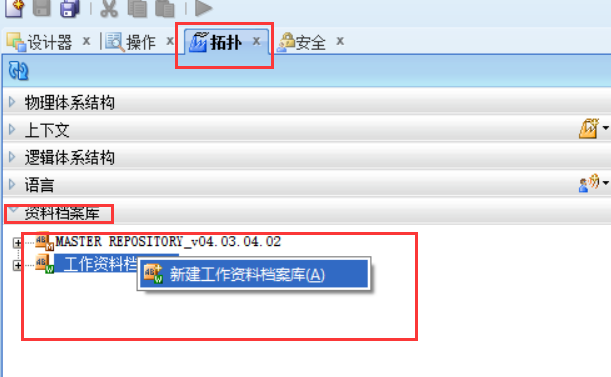 设计器 × 操作 × 拓扑 × 安全 ×
物理体系结构
上下文
逻辑体系结构
语言
资料档案库
MASTER REPOSITORY_v04.03.04.02
工作资料档
新建工作资料档案库(A)